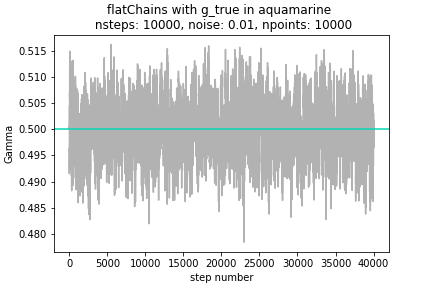 flatChains with g_true in aquamarine
nsteps: 10000, noise: 0.01, npoints: 10000
0.515
0.510
0.505
0.500
0.495
0.490
0.485
0.480
Gamma
0 5000 10000 15000 20000 25000 30000 35000 40000
step number